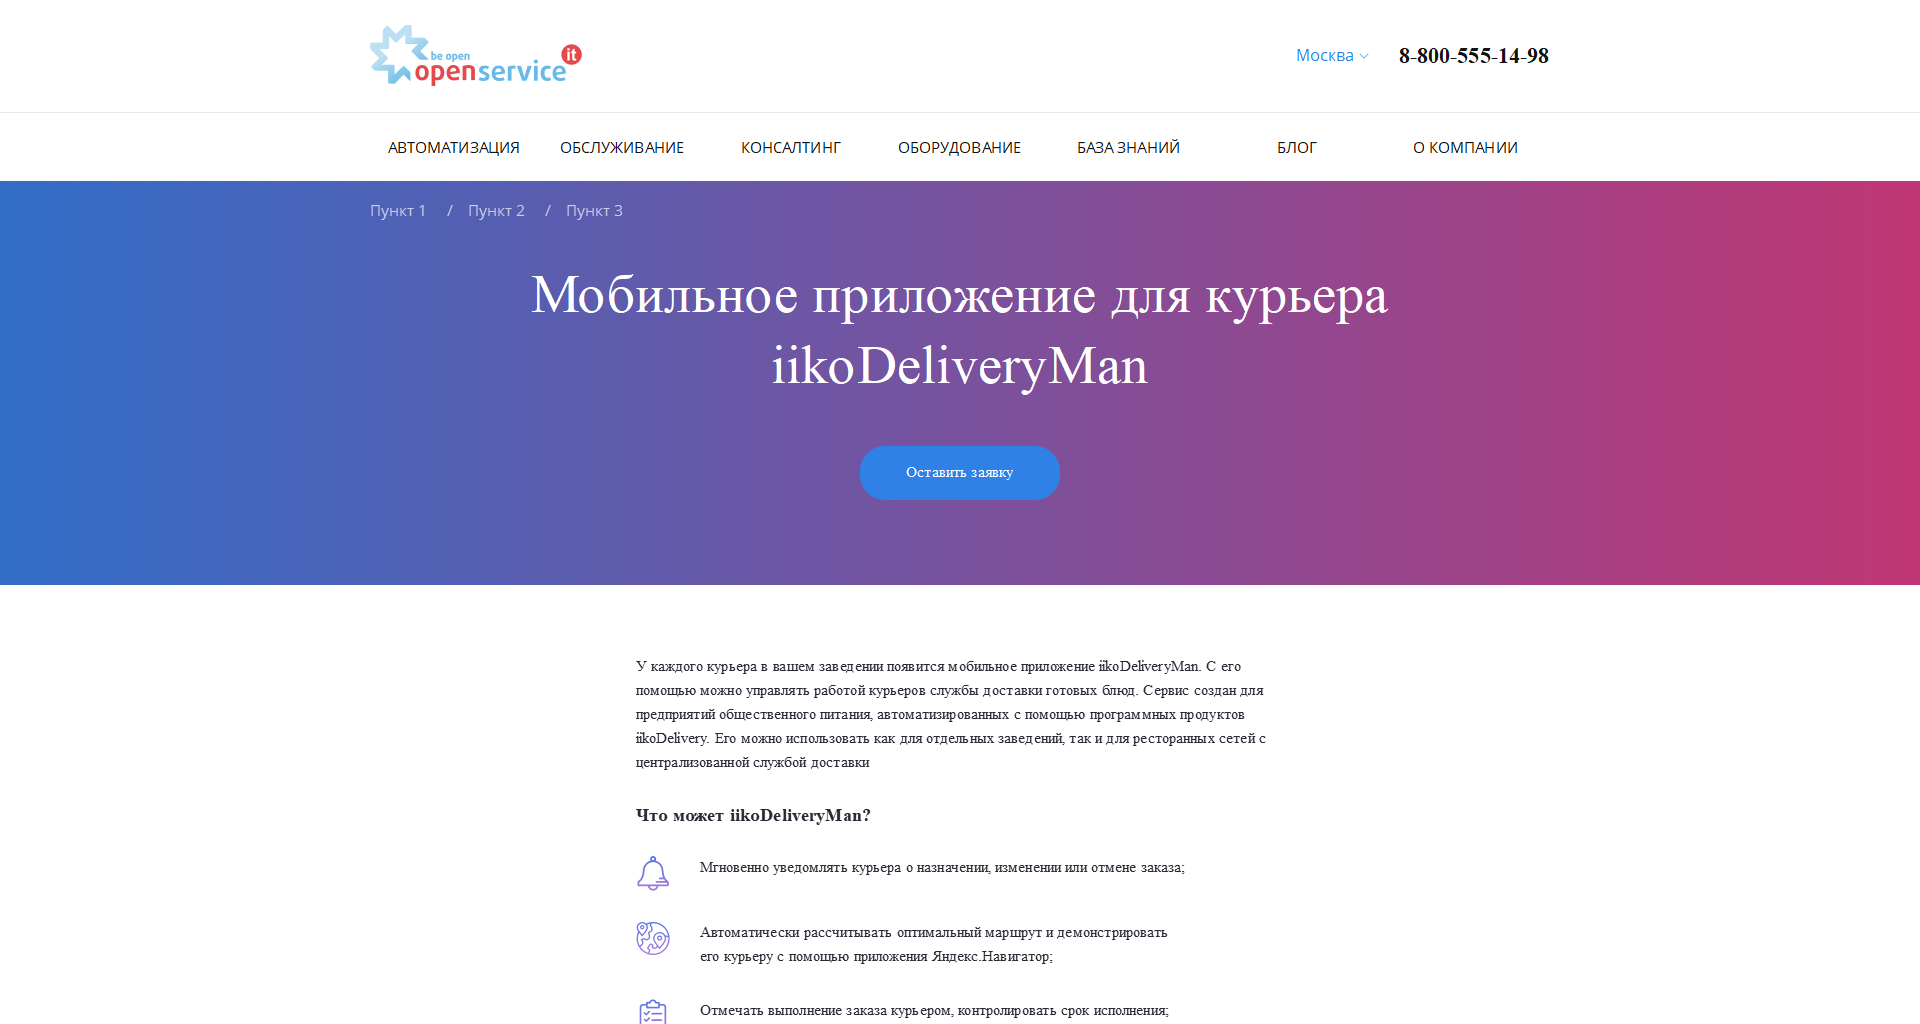 be open
openservice it
Москва
8-800-555-14-98
АВТОМАТИЗАЦИЯ ОБСЛУЖИВАНИЕ КОНСАЛТИНГ ОБОРУДОВАНИЕ БАЗА ЗНАНИЙ БЛОГ О КОМПАНИИ
Пункт 1 / Пункт 2 / Пункт 3
Мобильное приложение для курьера
iikoDeliveryMan
Оставить заявку
У каждого курьера в вашем заведении появится мобильное приложение iikoDeliveryMan. С его
помощью можно управлять работой курьеров службы доставки готовых блюд. Сервис создан для
предприятий общественного питания, автоматизированных с помощью программных продуктов
iikoDelivery. Его можно использовать как для отдельных заведений, так и для ресторанных сетей с
централизованной службой доставки
Что может iikoDeliveryMan?
Мгновенно уведомлять курьера о назначении, изменении или отмене заказа;
Автоматически рассчитывать оптимальный маршрут и демонстрировать
его курьеру с помощью приложения Яндекс.Навигатор;
Отмечать выполнение заказа курьером, контролировать срок исполнения;